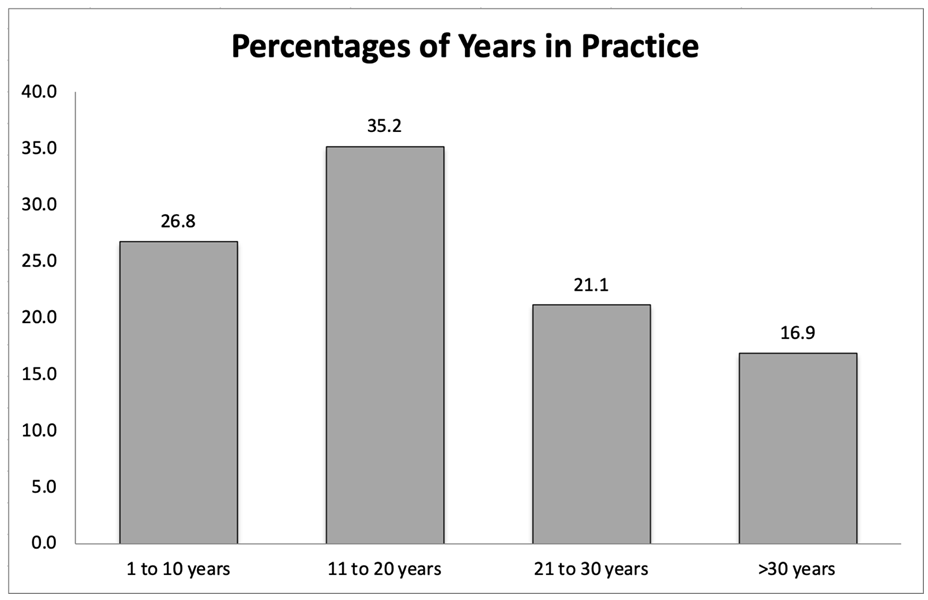 Percentages of Years in Practice
40.0
35.0
30.0
25.0
20.0
15.0
10.0
5.0
0.0
26.8
35.2
21.1
16.9
1 to 10 years
11 to 20 years
21 to 30 years
>30 years